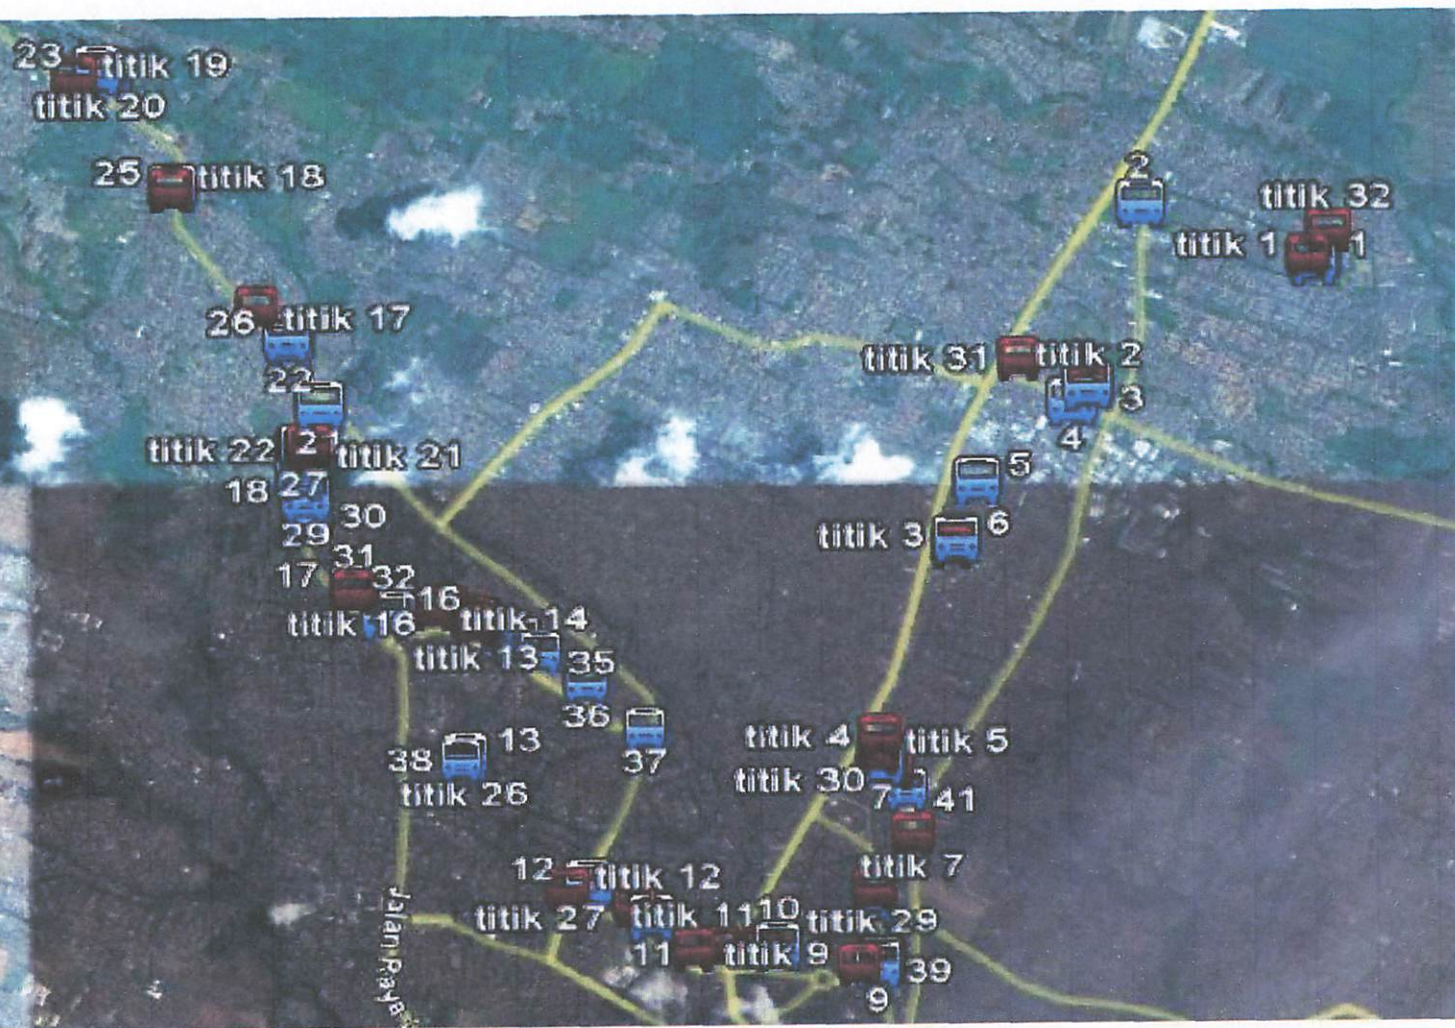 23 titik 19
titik 20
25 titik 18
2
titik 32
titik 1 1
26 titik 17
22
titik 31 titik 2
3
4
titik 22 2 titik 21
5
18 27
30
6
29
titik 3
31
17 32
16
titik 16 titik 14
titik 13 35
36
titik 4 titik 5
13
38 37
titik 30 7 41
titik 26
titik 7
12 titik 12
titik 27 titik 11 10 titik 29
11 titik 9 39
9
Jalan Raya